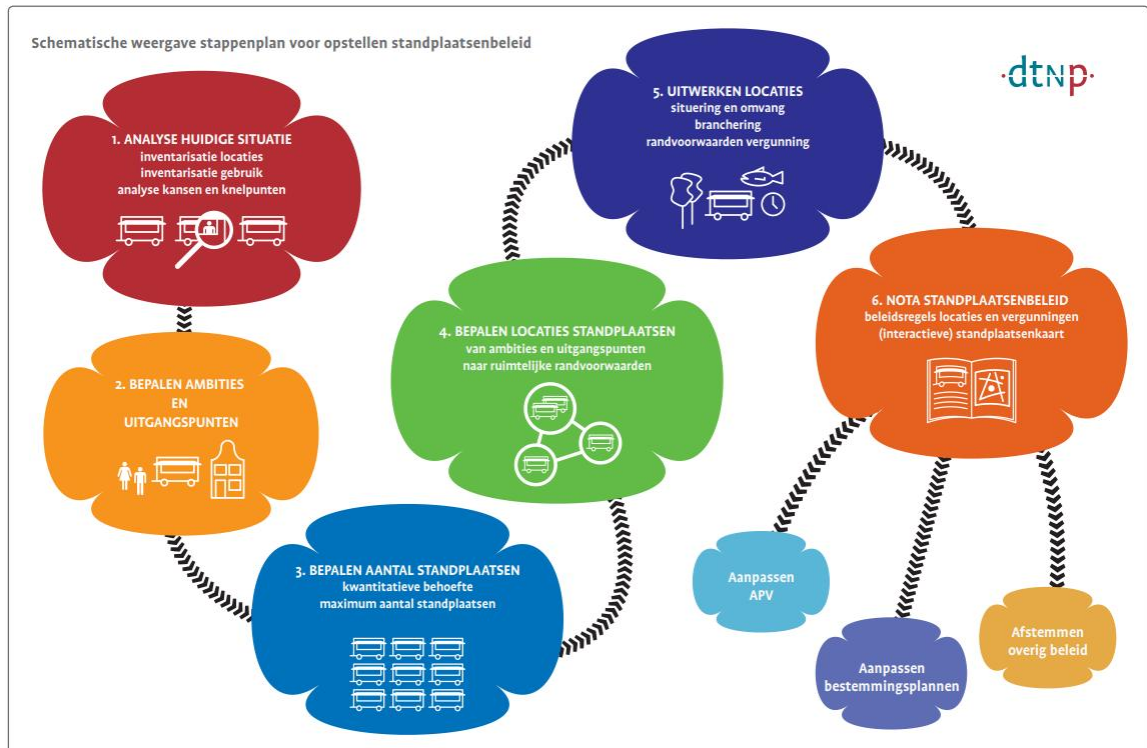 Schematische weergave stappenplan voor opstellen standplaatsenbeleid
·dtNp·
1. ANALYSE HUIDIGE SITUATIE
inventarisatie locaties
inventarisatie gebruik
analyse kansen en knelpunten
2. BEPALEN AMBITIES
EN
UITGANGSPUNTEN
3. BEPALEN AANTAL STANDPLAATSEN
kwantitatieve behoefte
maximum aantal standplaatsen
4. BEPALEN LOCATIES STANDPLAATSEN
van ambities en uitgangspunten
naar ruimtelijke randvoorwaarden
5. UITWERKEN LOCATIES
situering en omvang
branchering
randvoorwaarden vergunning
6. NOTA STANDPLAATSENBELEID
beleidsregels locaties en vergunningen
(interactieve) standplaatsenkaart
Aanpassen
APV
Aanpassen
bestemmingsplannen
Afstemmen
overig beleid